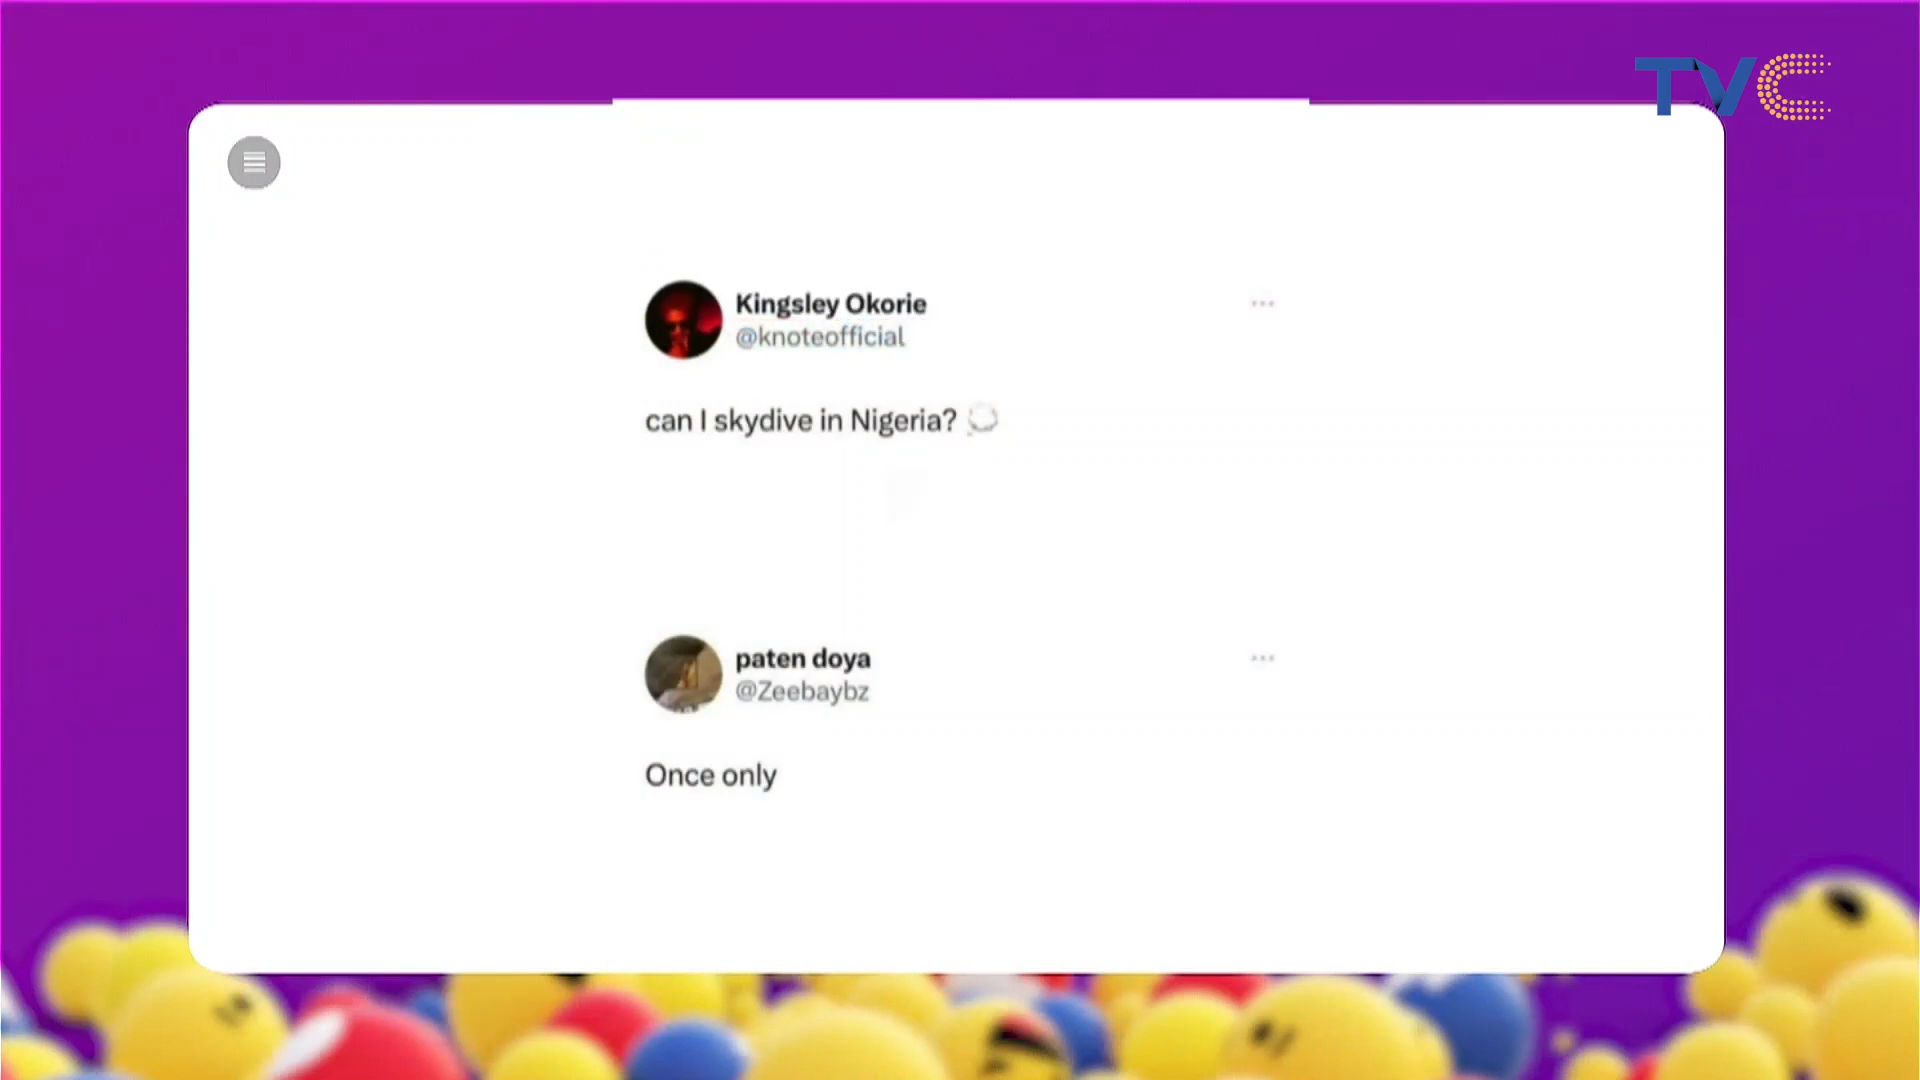 TVC
Kingsley Okorie
@knoteofficial
can I skydive in Nigeria? 💭
paten doya
@Zeebaybz
Once only